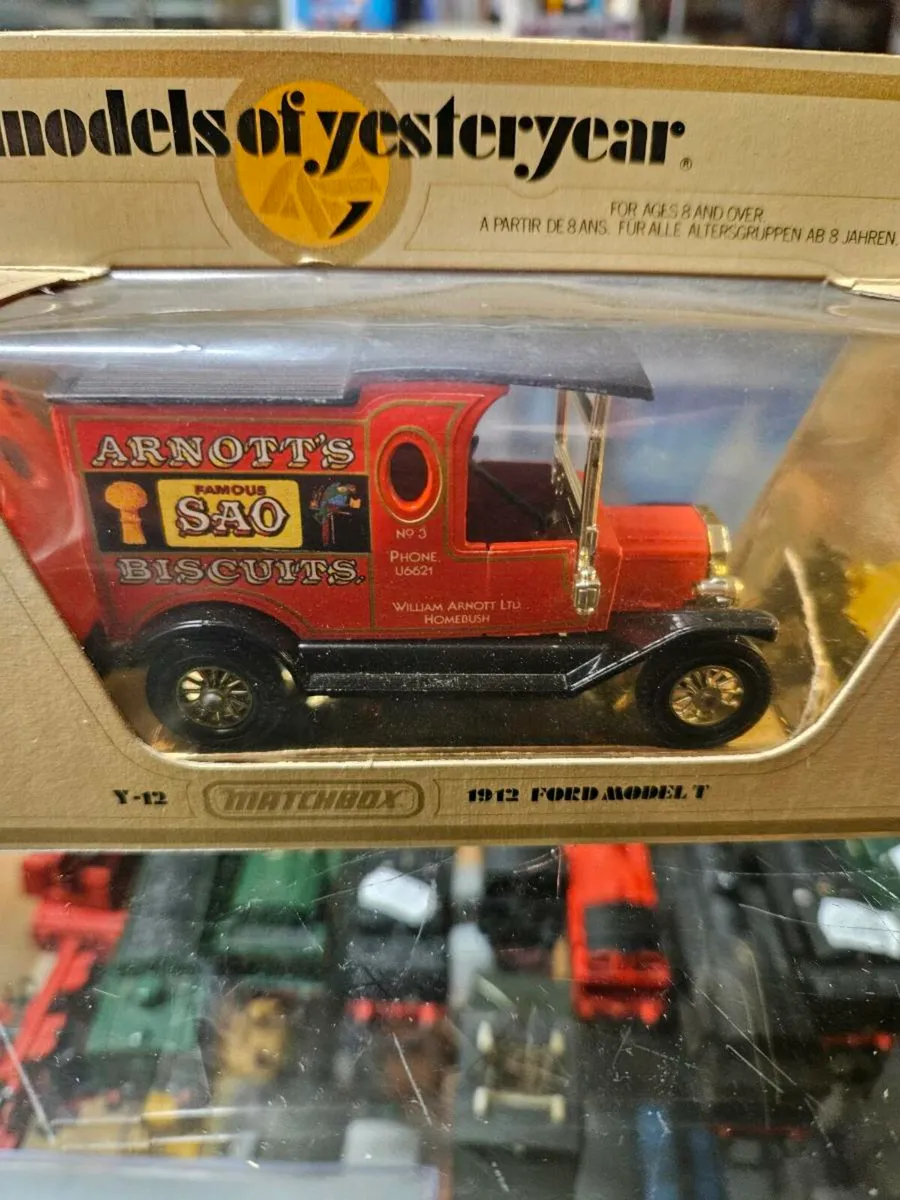 models of yesteryear®
FOR AGES 8 AND OVER.
A PARTIR DE 8 ANS. FÜR ALLE ALTERSGRUPPEN AB 8 JAHREN.
ARNOTT'S
FAMOUS
SAO
BISCUITS.
No 3
PHONE.
U6621
WILLIAM ARNOTT LTD.
HOMEBUSH
Y-12
MATCHBOX
1912 FORD MODEL T